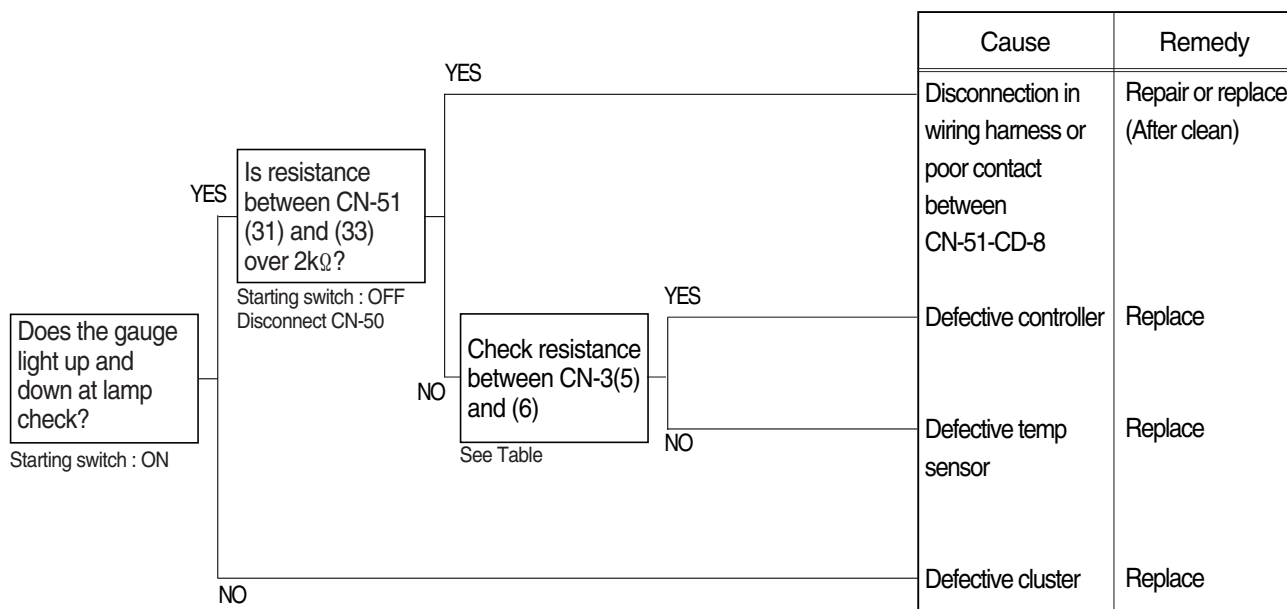 Cause
Remedy
YES
Disconnection in
wiring harness or
poor contact
between
CN-51-CD-8
Repair or replace
(After clean)
YES
Is resistance
between CN-51
(31) and (33)
over 2kΩ?
Starting switch : OFF
Disconnect CN-50
YES
Defective controller
Replace
Does the gauge
light up and
down at lamp
check?
Starting switch : ON
NO
Check resistance
between CN-3(5)
and (6)
See Table
NO
Defective temp
sensor
Replace
NO
Defective cluster
Replace